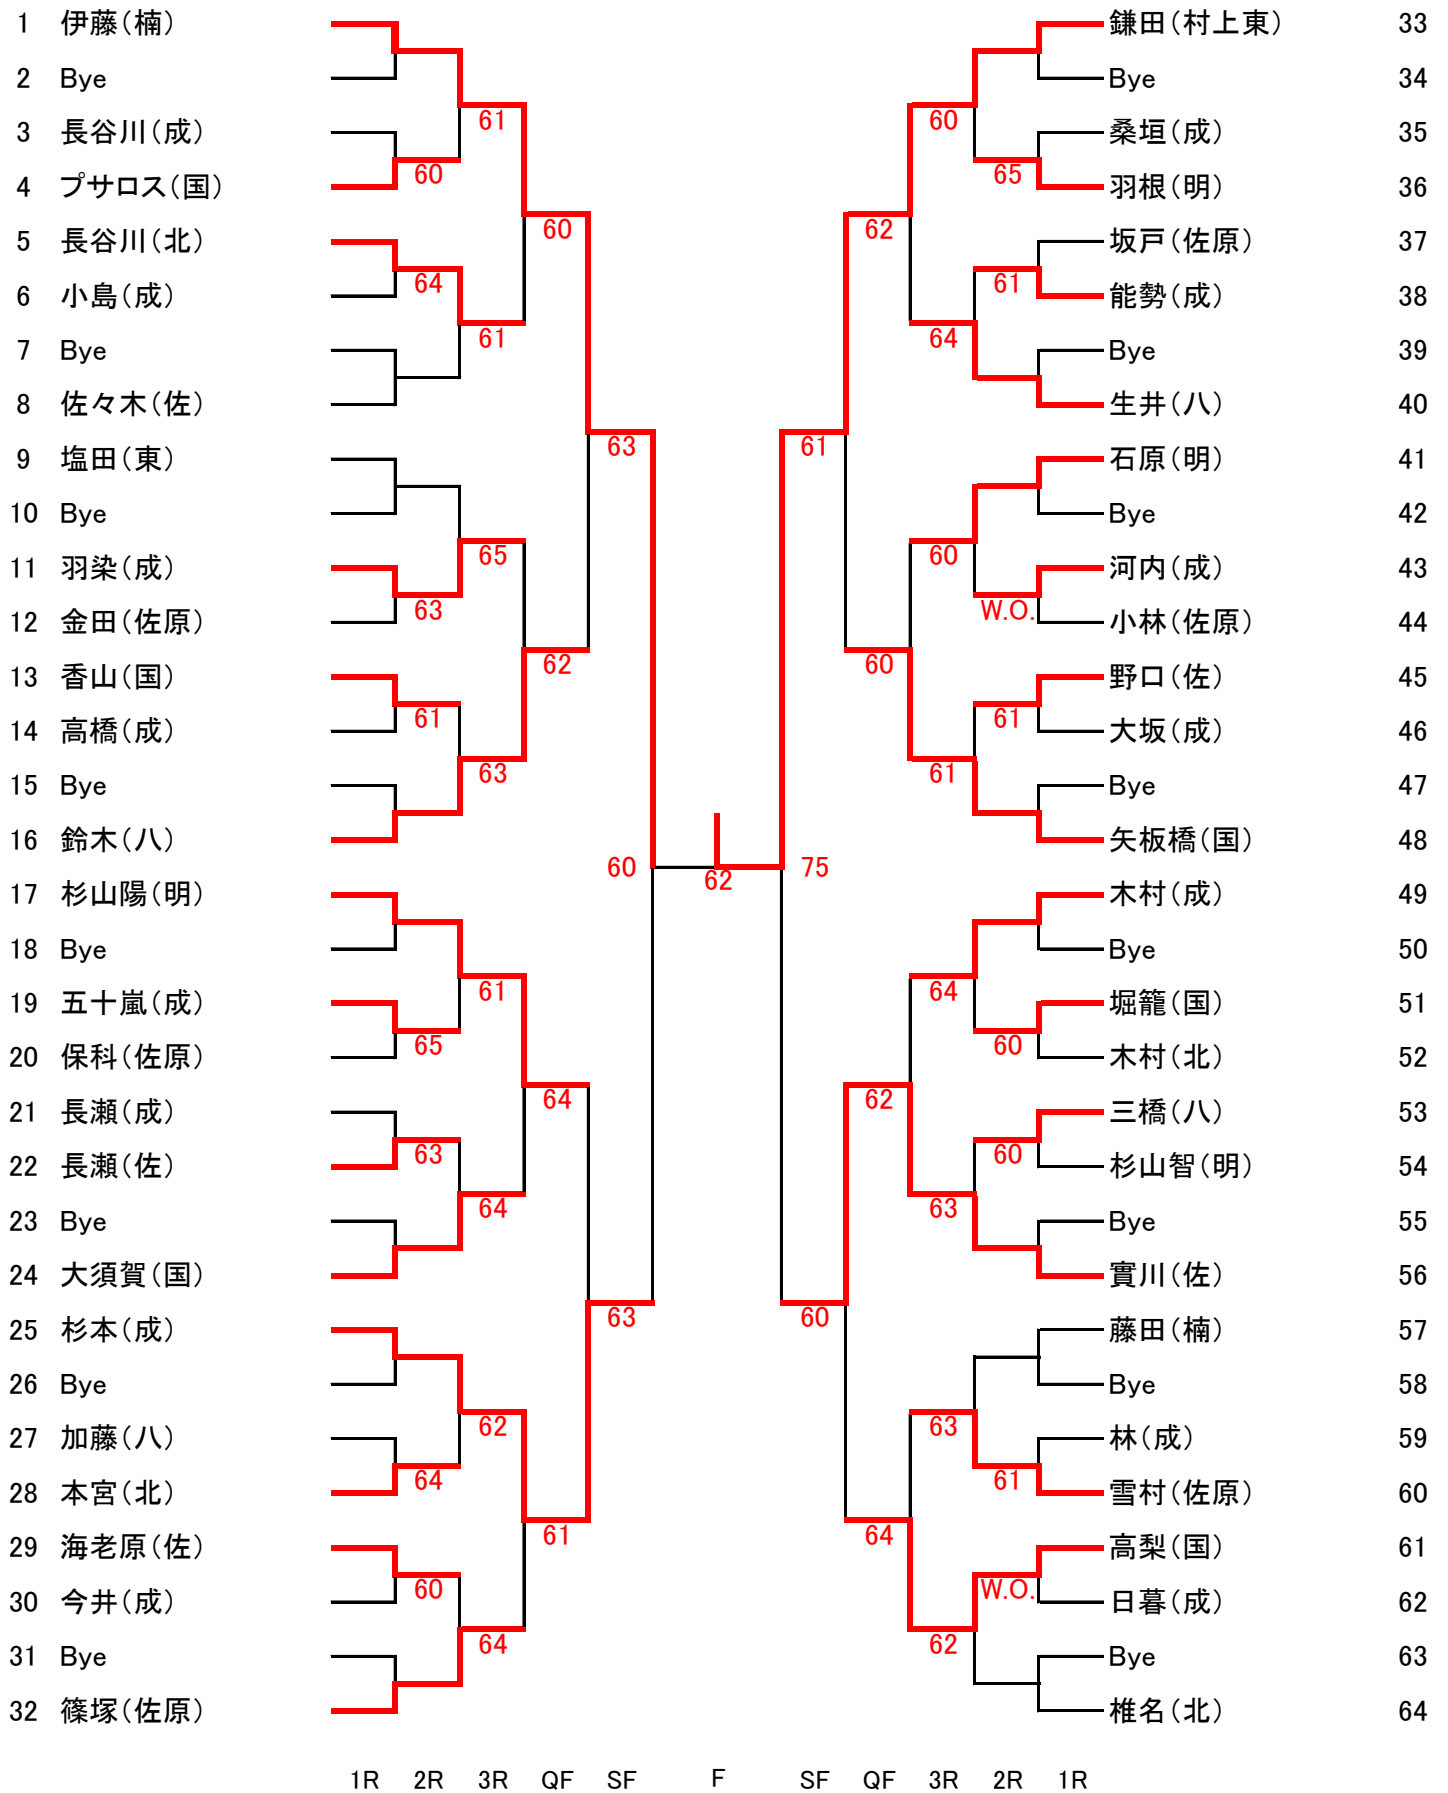 1 伊藤(楠)
2 Bye
3 長谷川(成)
4 プサロス(国)
5 長谷川(北)
6 小島(成)
7 Bye
8 佐々木(佐)
9 塩田(東)
10 Bye
11 羽染(成)
12 金田(佐原)
13 香山(国)
14 高橋(成)
15 Bye
16 鈴木(八)
17 杉山陽(明)
18 Bye
19 五十嵐(成)
20 保科(佐原)
21 長瀬(成)
22 長瀬(佐)
23 Bye
24 大須賀(国)
25 杉本(成)
26 Bye
27 加藤(八)
28 本宮(北)
29 海老原(佐)
30 今井(成)
31 Bye
32 篠塚(佐原)
60
64
63
61
65
63
64
60
61
61
65
63
61
64
62
64
60
62
64
61
63
63
60
62
75
61
60
62
60
62
64
60
64
60
61
64
63
63
62
65
61
W.O.
61
60
60
61
W.O.
鎌田(村上東) 33
Bye 34
桑垣(成) 35
羽根(明) 36
坂戸(佐原) 37
能勢(成) 38
Bye 39
生井(八) 40
石原(明) 41
Bye 42
河内(成) 43
小林(佐原) 44
野口(佐) 45
大坂(成) 46
Bye 47
矢板橋(国) 48
木村(成) 49
Bye 50
堀籠(国) 51
木村(北) 52
三橋(八) 53
杉山智(明) 54
Bye 55
實川(佐) 56
藤田(楠) 57
Bye 58
林(成) 59
雪村(佐原) 60
高梨(国) 61
日暮(成) 62
Bye 63
椎名(北) 64
1R 2R 3R QF SF F SF QF 3R 2R 1R